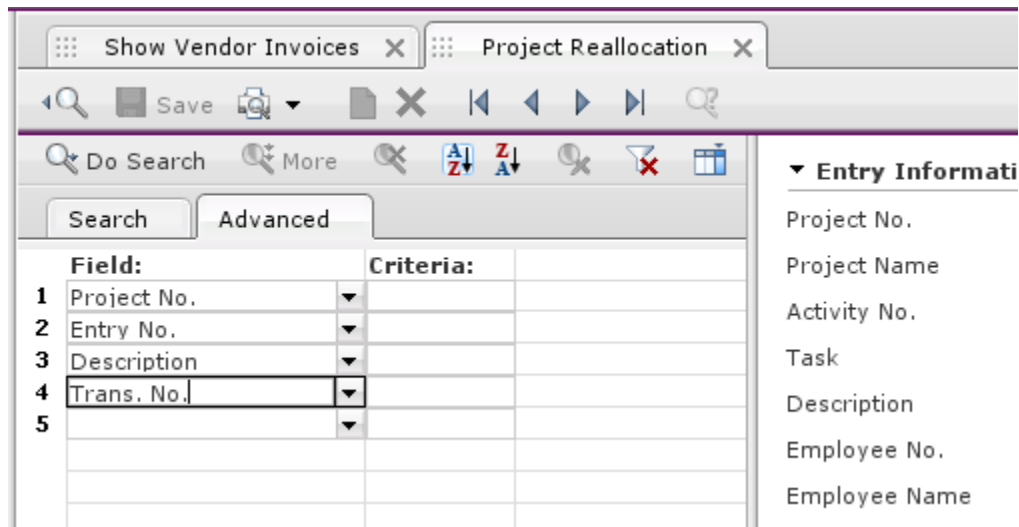 Show Vendor Invoices
Project Reallocation
Save
Do Search
More
A
Z
Z
A
Search
Advanced
Field:
Criteria:
1 Project No.
2 Entry No.
3 Description
4 Trans. No.
5
Entry Informati
Project No.
Project Name
Activity No.
Task
Description
Employee No.
Employee Name